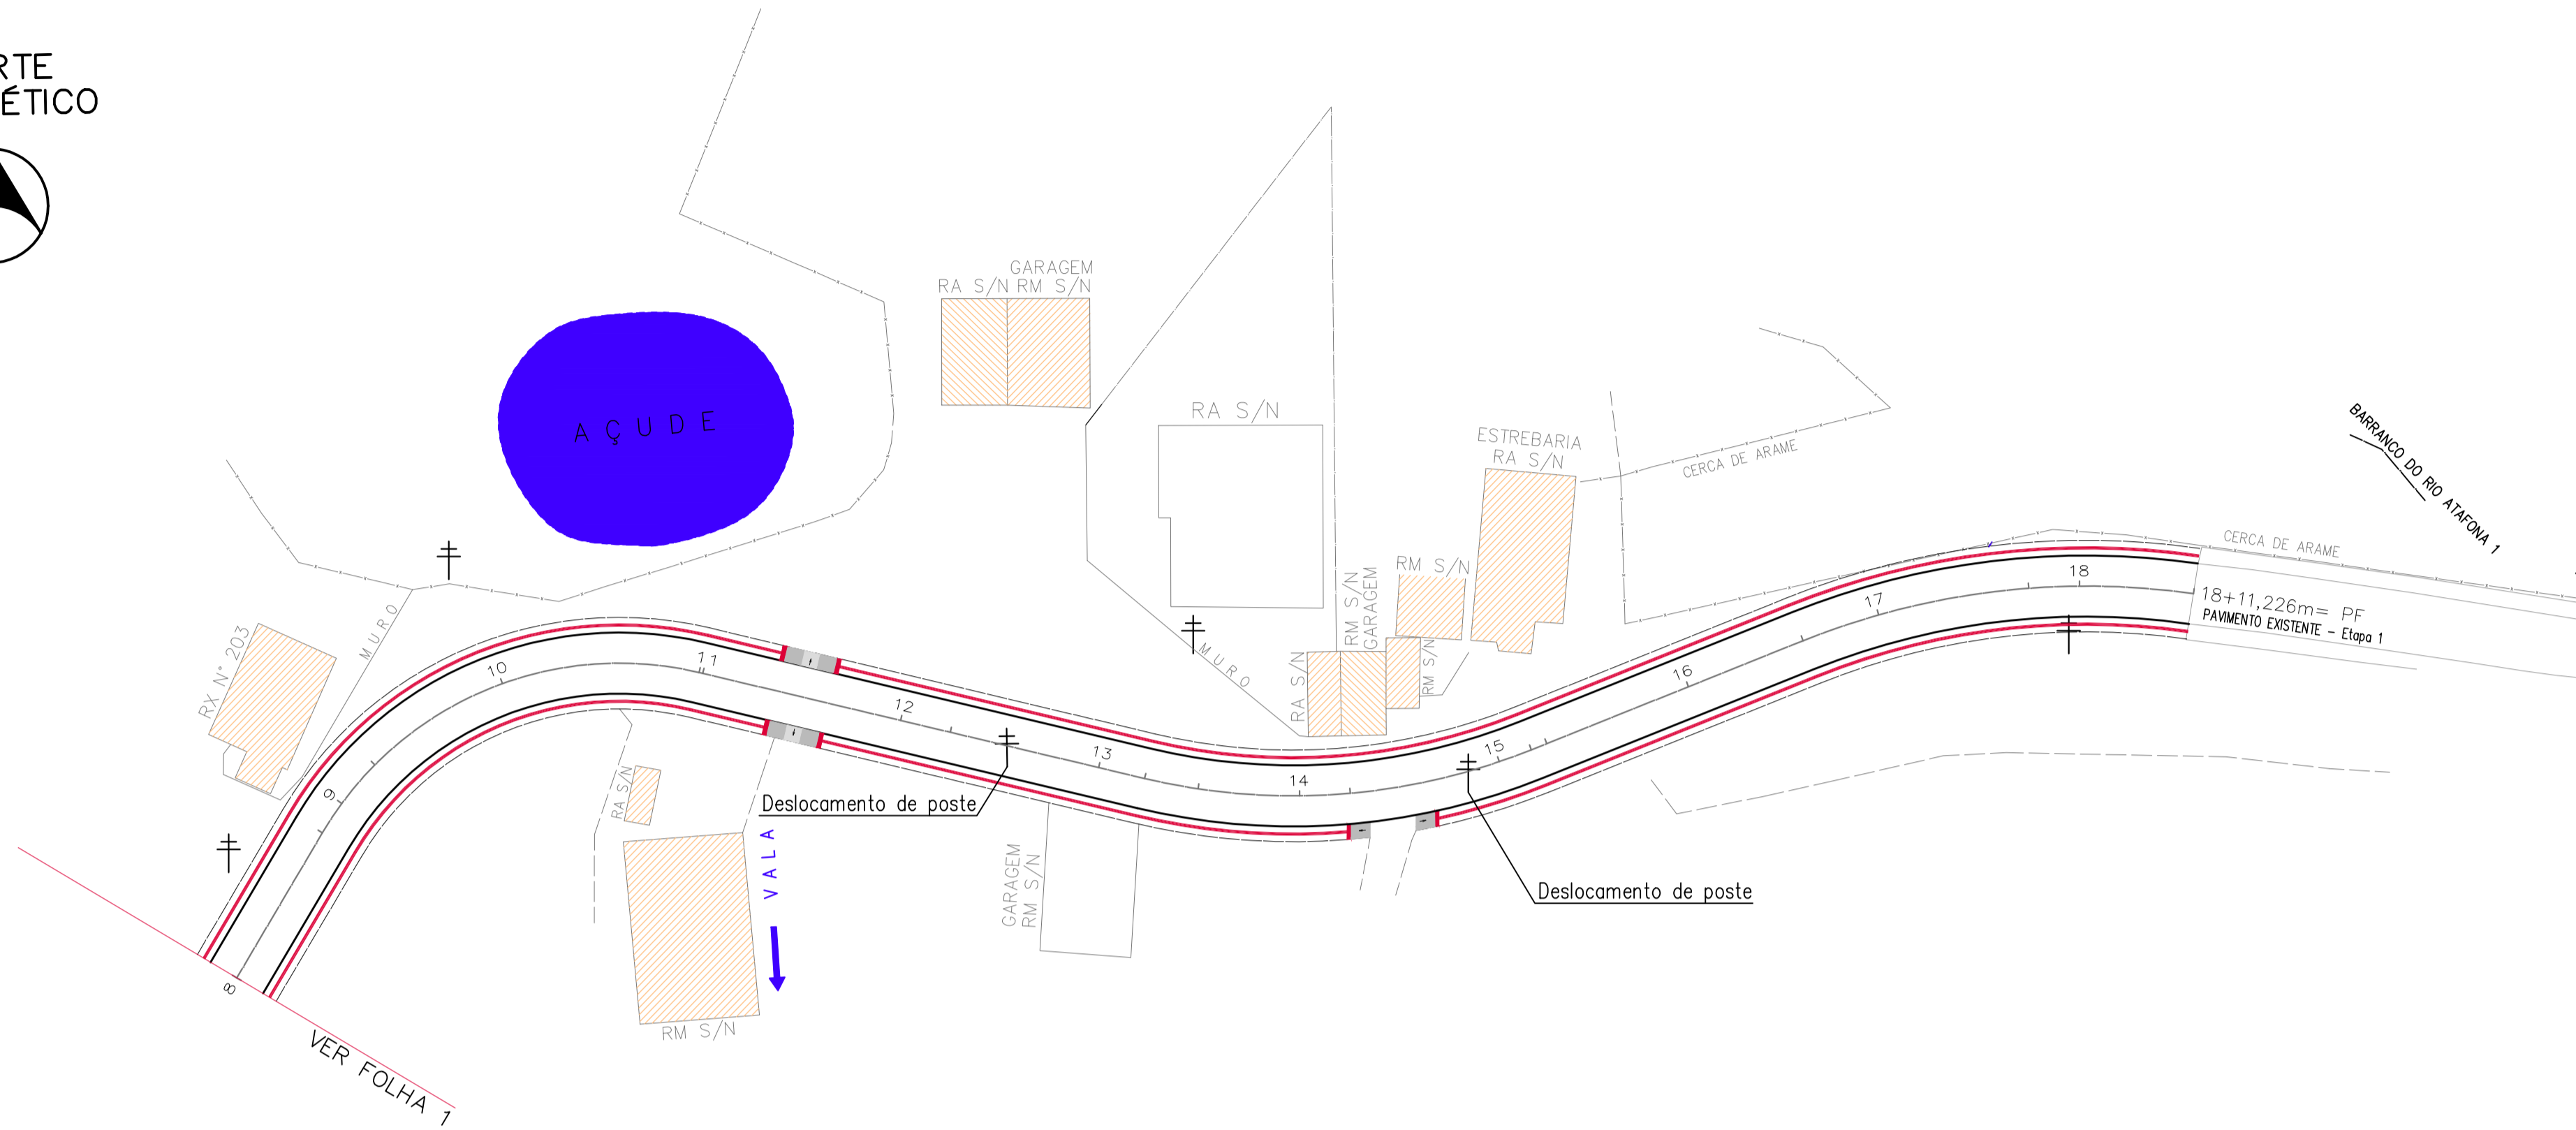 RTE
ÉTICO
GARAGEM
RA S/N RM S/N
AÇUDE
RA S/N
ESTREBARIA
RA S/N
CERCA DE ARAME
BARRANCO DO RIO ATAFONA 1
CERCA DE ARAME
RM S/N
RM S/N
GARAGEM
RA S/N
RM S/N
MURO
MURO
RX N° 203
18+11,226m= PF
PAVIMENTO EXISTENTE - Etapa 1
8
9
10
11
12
13
14
15
16
17
18
RA S/N
Deslocamento de poste
VALA
GARAGEM
RM S/N
Deslocamento de poste
RM S/N
VER FOLHA 1